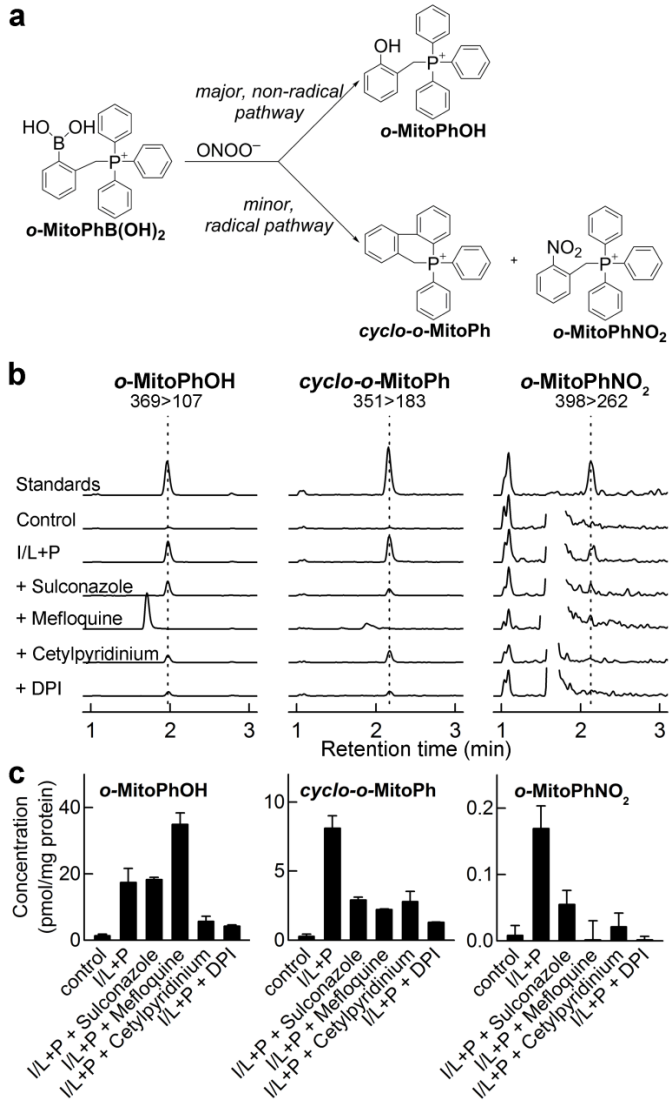 a
OH
P+
major, non-radical
pathway
o-MitoPhOH
HO OH
B
P+
ONOO−
o-MitoPhB(OH)2
minor,
radical pathway
P+
+
NO2
P+
cyclo-o-MitoPh
o-MitoPhNO2
b
o-MitoPhOH cyclo-o-MitoPh o-MitoPhNO2
369>107 351>183 398>262
Standards
Control
I/L+P
+ Sulconazole
+ Mefloquine
+ Cetylpyridinium
+ DPI
1 2 3 1 2 3 1 2 3
Retention time (min)
c
o-MitoPhOH cyclo-o-MitoPh o-MitoPhNO2
Concentration
(pmol/mg protein)
40
20
0
10
5
0
0.2
0.1
0.0
control
I/L+P
I/L+P + Sulconazole
I/L+P + Mefloquine
I/L+P + Cetylpyridinium
I/L+P + DPI
control
I/L+P
I/L+P + Sulconazole
I/L+P + Mefloquine
I/L+P + Cetylpyridinium
I/L+P + DPI
control
I/L+P
I/L+P + Sulconazole
I/L+P + Mefloquine
I/L+P + Cetylpyridinium
I/L+P + DPI